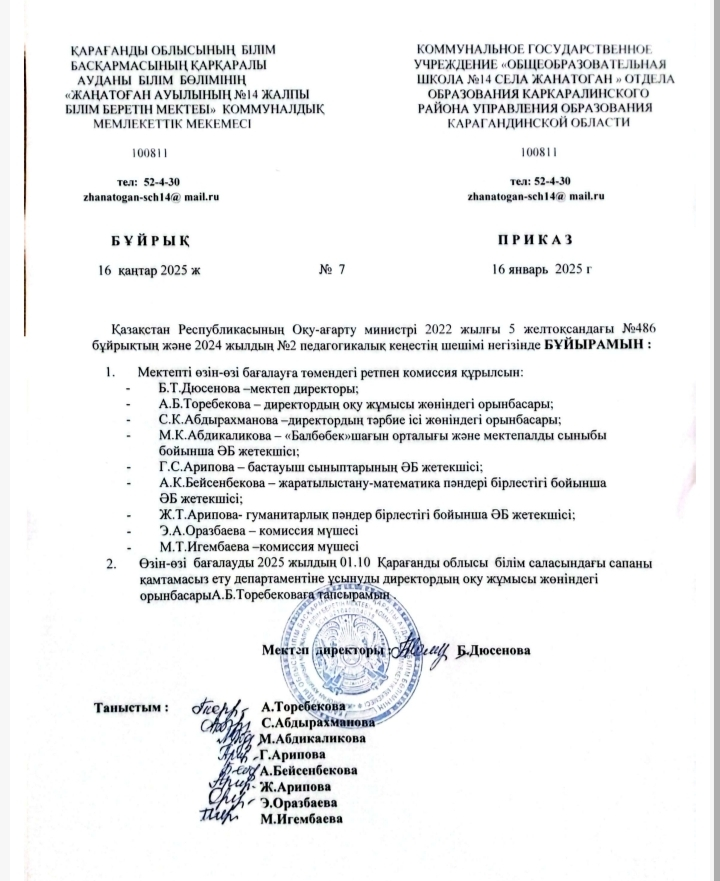 ҚАРАҒАНДЫ ОБЛЫСЫНЫҢ БІЛІМ
БАСҚАРМАСЫНЫҢ ҚАРҚАРАЛЫ
АУДАНЫ БІЛІМ БӨЛІМІНІҢ
«ЖАҢАТОҒАН АУЫЛЫНЫҢ №14 ЖАЛПЫ
БІЛІМ БЕРЕТІН МЕКТЕБІ» КОММУНАЛДЫҚ
МЕМЛЕКЕТТІК МЕКЕМЕСІ
100811
тел: 52-4-30
zhanatogan-sch14@ mail.ru
КОММУНАЛЬНОЕ ГОСУДАРСТВЕННОЕ
УЧРЕЖДЕНИЕ «ОБЩЕОБРАЗОВАТЕЛЬНАЯ
ШКОЛА №14 СЕЛА ЖАНАТОГАН » ОТДЕЛА
ОБРАЗОВАНИЯ КАРКАРАЛИНСКОГО
РАЙОНА УПРАВЛЕНИЯ ОБРАЗОВАНИЯ
КАРАГАНДИНСКОЙ ОБЛАСТИ
100811
тел: 52-4-30
zhanatogan-sch14@ mail.ru
Б Ұ Й Р Ы Қ
П Р И К А З
16 қаңтар 2025 ж № 7 16 январь 2025 г
Қазақстан Республикасының Оқу-ағарту министрі 2022 жылғы 5 желтоқсандағы №486
бұйрықтың және 2024 жылдың №2 педагогикалық кеңестің шешімі негізінде БҰЙЫРАМЫН :
1. Мектепті өзін-өзі бағалауға төмендегі ретпен комиссия құрылсын:
- Б.Т.Дюсенова –мектеп директоры;
- А.Б.Торебекова – директордың оқу жұмысы жөніндегі орынбасары;
- С.К.Абдырахманова –директордың тәрбие ісі жөніндегі орынбасары;
- М.К.Абдикаликова – «Балбөбек»шағын орталығы және мектепалды сыныбы
бойынша ӘБ жетекшісі;
- Г.С.Арипова – бастауыш сыныптарының ӘБ жетекшісі;
- А.К.Бейсенбекова – жаратылыстану-математика пәндері бірлестігі бойынша
ӘБ жетекшісі;
- Ж.Т.Арипова- гуманитарлық пәндер бірлестігі бойынша ӘБ жетекшісі;
- Э.А.Оразбаева – комиссия мүшесі
- М.Т.Игембаева –комиссия мүшесі
2. Өзін-өзі бағалауды 2025 жылдың 01.10 Қарағанды облысы білім саласындағы сапаны
қамтамасыз ету департаментіне ұсынуды директордың оқу жұмысы жөніндегі
орынбасарыА.Б.Торебековаға тапсырамын .
Мектеп директоры : Б.Дюсенова
Таныстым : А.Торебекова
С.Абдырахманова
М.Абдикаликова
Г.Арипова
А.Бейсенбекова
Ж.Арипова
Э.Оразбаева
М.Игембаева